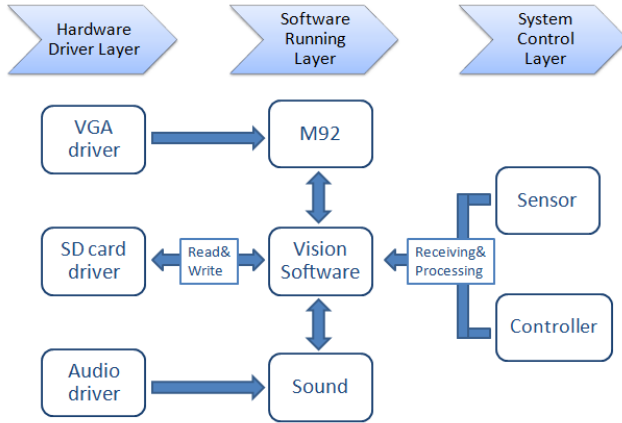 Hardware
Driver Layer
Software
Running
Layer
System
Control
Layer
VGA
driver
M92
Sensor
SD card
driver
Read&
Write
Vision
Software
Receiving&
Processing
Controller
Audio
driver
Sound